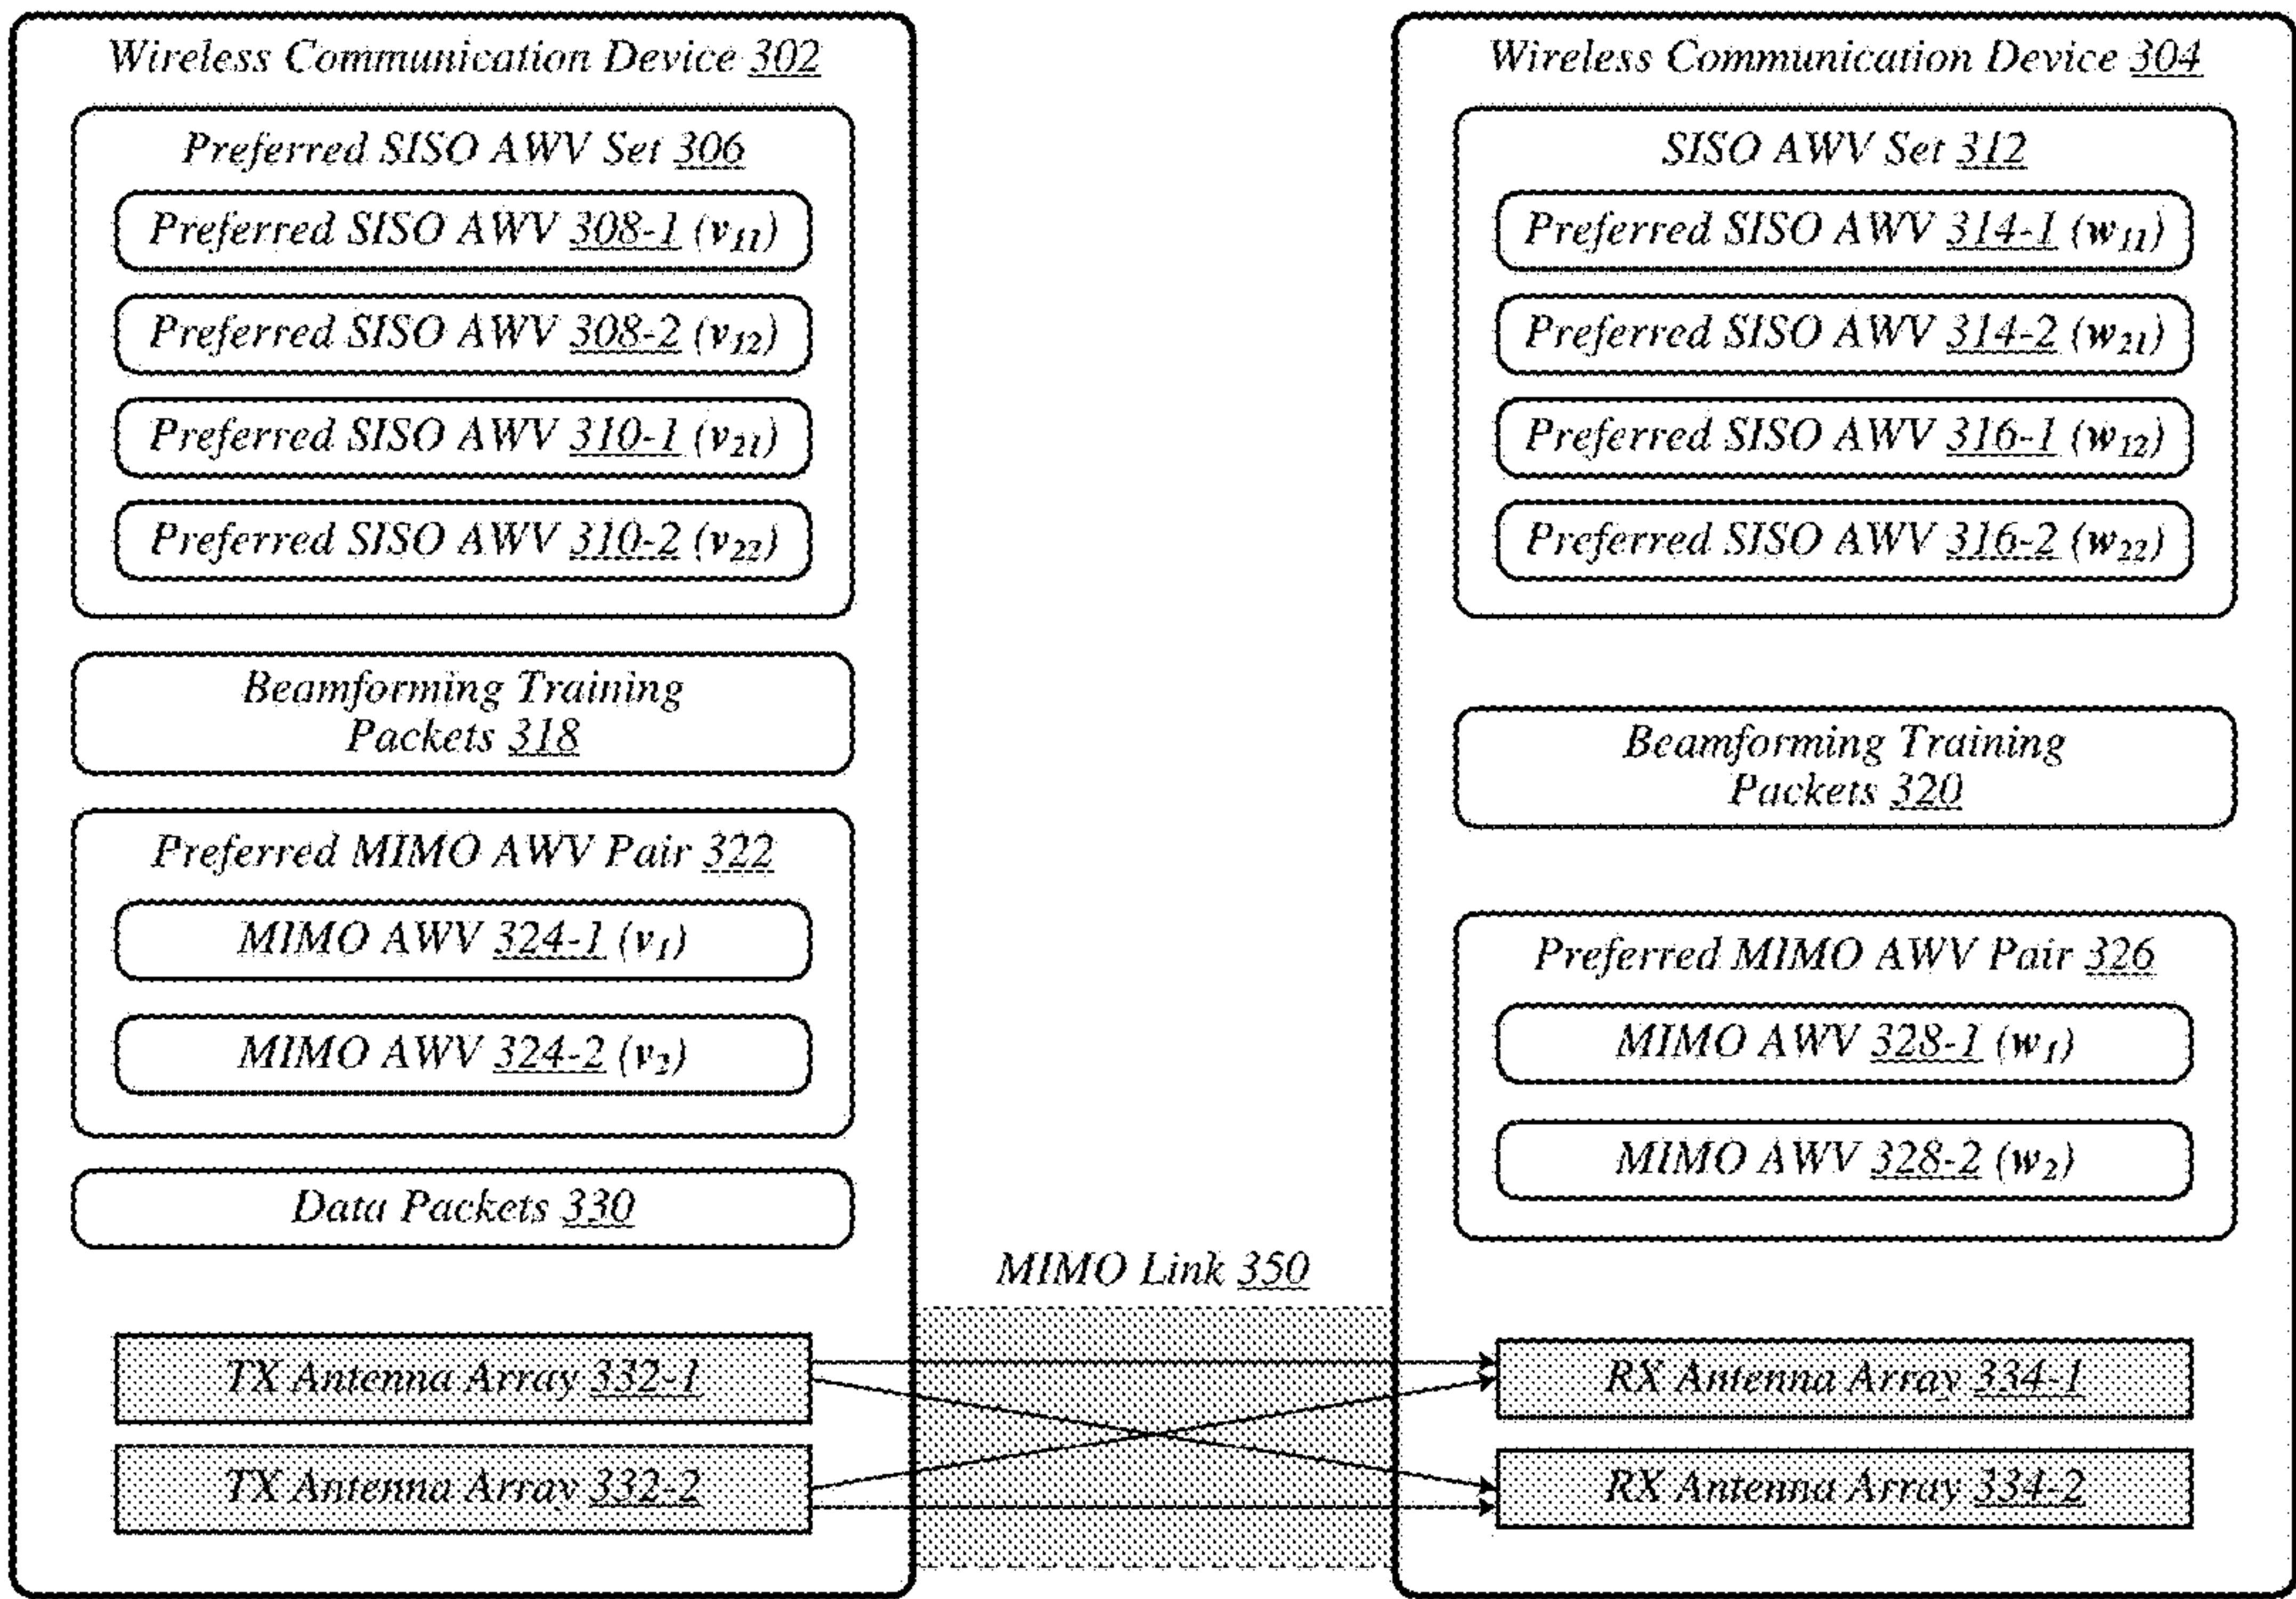 Wireless Communication Device 302
Preferred SISO AWV Set 306
Preferred SISO AWV 308-1 (v11)
Preferred SISO AWV 308-2 (v12)
Preferred SISO AWV 310-1 (v21)
Preferred SISO AWV 310-2 (v22)
Beamforming Training
Packets 318
Preferred MIMO AWV Pair 322
MIMO AWV 324-1 (v1)
MIMO AWV 324-2 (v2)
Data Packets 330
TX Antenna Array 332-1
TX Antenna Array 332-2
MIMO Link 350
Wireless Communication Device 304
SISO AWV Set 312
Preferred SISO AWV 314-1 (w11)
Preferred SISO AWV 314-2 (w21)
Preferred SISO AWV 316-1 (w12)
Preferred SISO AWV 316-2 (w22)
Beamforming Training
Packets 320
Preferred MIMO AWV Pair 326
MIMO AWV 328-1 (w1)
MIMO AWV 328-2 (w2)
RX Antenna Array 334-1
RX Antenna Array 334-2